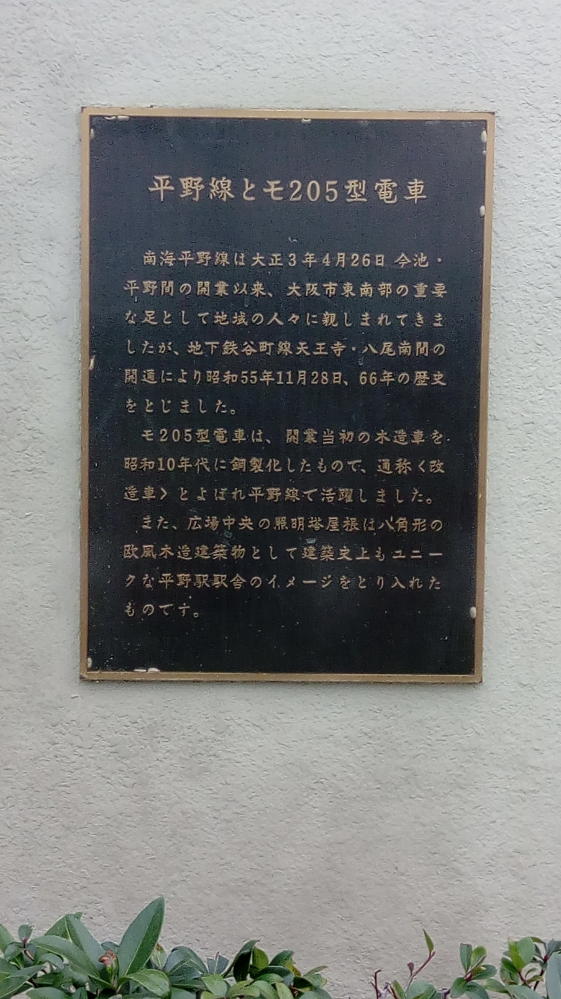 平野線とモ205型電車
南海平野線は大正3年4月26日 今池・
平野間の開業以来、大阪市東南部の重要
な足として地域の人々に親しまれてきま
したが、地下鉄谷町線天王寺・八尾南間の
開通により昭和55年11月28日、66年の歴史
をとじました。
モ205型電車は、開業当初の木造車を
昭和10年代に鋼製化したもので、通称〈改
造車〉とよばれ平野線で活躍しました。
また、広場中央の照明塔屋根は八角形の
欧風木造建築物として建築史上もユニー
クな平野駅駅舎のイメージをとり入れた
ものです。